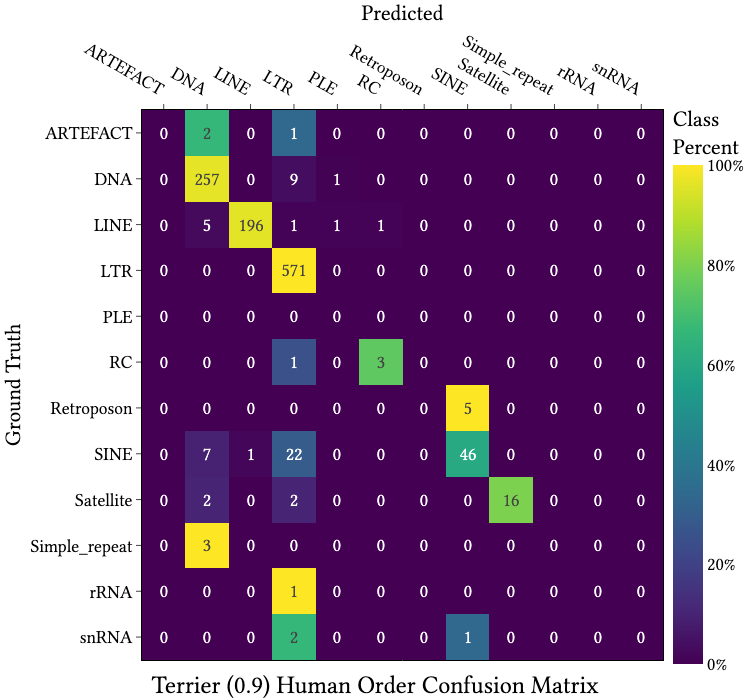 Predicted
ARTEFACT DNA LINE LTR PLE RC Retroposon SINE Satellite Simple_repeat rRNA snRNA
Class
Percent
ARTEFACT 0 2 0 1 0 0 0 0 0 0 0 0
DNA 0 257 0 9 1 0 0 0 0 0 0 0
LINE 0 5 196 1 1 1 0 0 0 0 0 0
LTR 0 0 0 571 0 0 0 0 0 0 0 0
PLE 0 0 0 0 0 0 0 0 0 0 0 0
RC 0 0 0 1 0 3 0 0 0 0 0 0
Retroposon 0 0 0 0 0 0 0 5 0 0 0 0
SINE 0 7 1 22 0 0 0 46 0 0 0 0
Satellite 0 2 0 2 0 0 0 0 16 0 0 0
Simple_repeat 0 3 0 0 0 0 0 0 0 0 0 0
rRNA 0 0 0 1 0 0 0 0 0 0 0 0
snRNA 0 0 0 2 0 0 0 1 0 0 0 0
Ground Truth
100%
80%
60%
40%
20%
0%
Terrier (0.9) Human Order Confusion Matrix